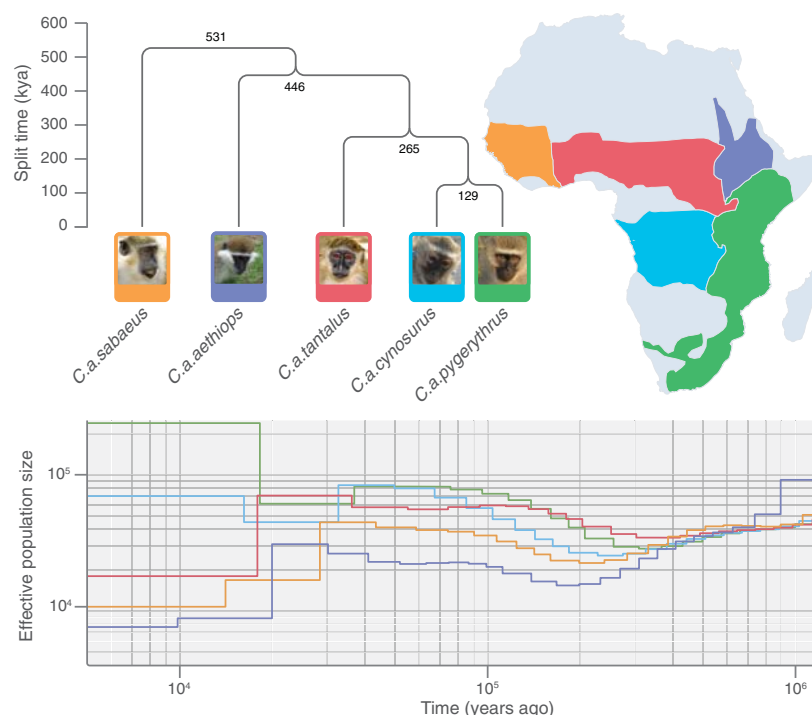 Split time (kya)
600
500
400
300
200
100
0
531
446
265
129
C.a.sabaeus
C.a.aethiops
C.a.tantalus
C.a.cynosurus
C.a.pygerythrus
Effective population size
10⁵
10⁴
10⁴
10⁵
10⁶
Time (years ago)